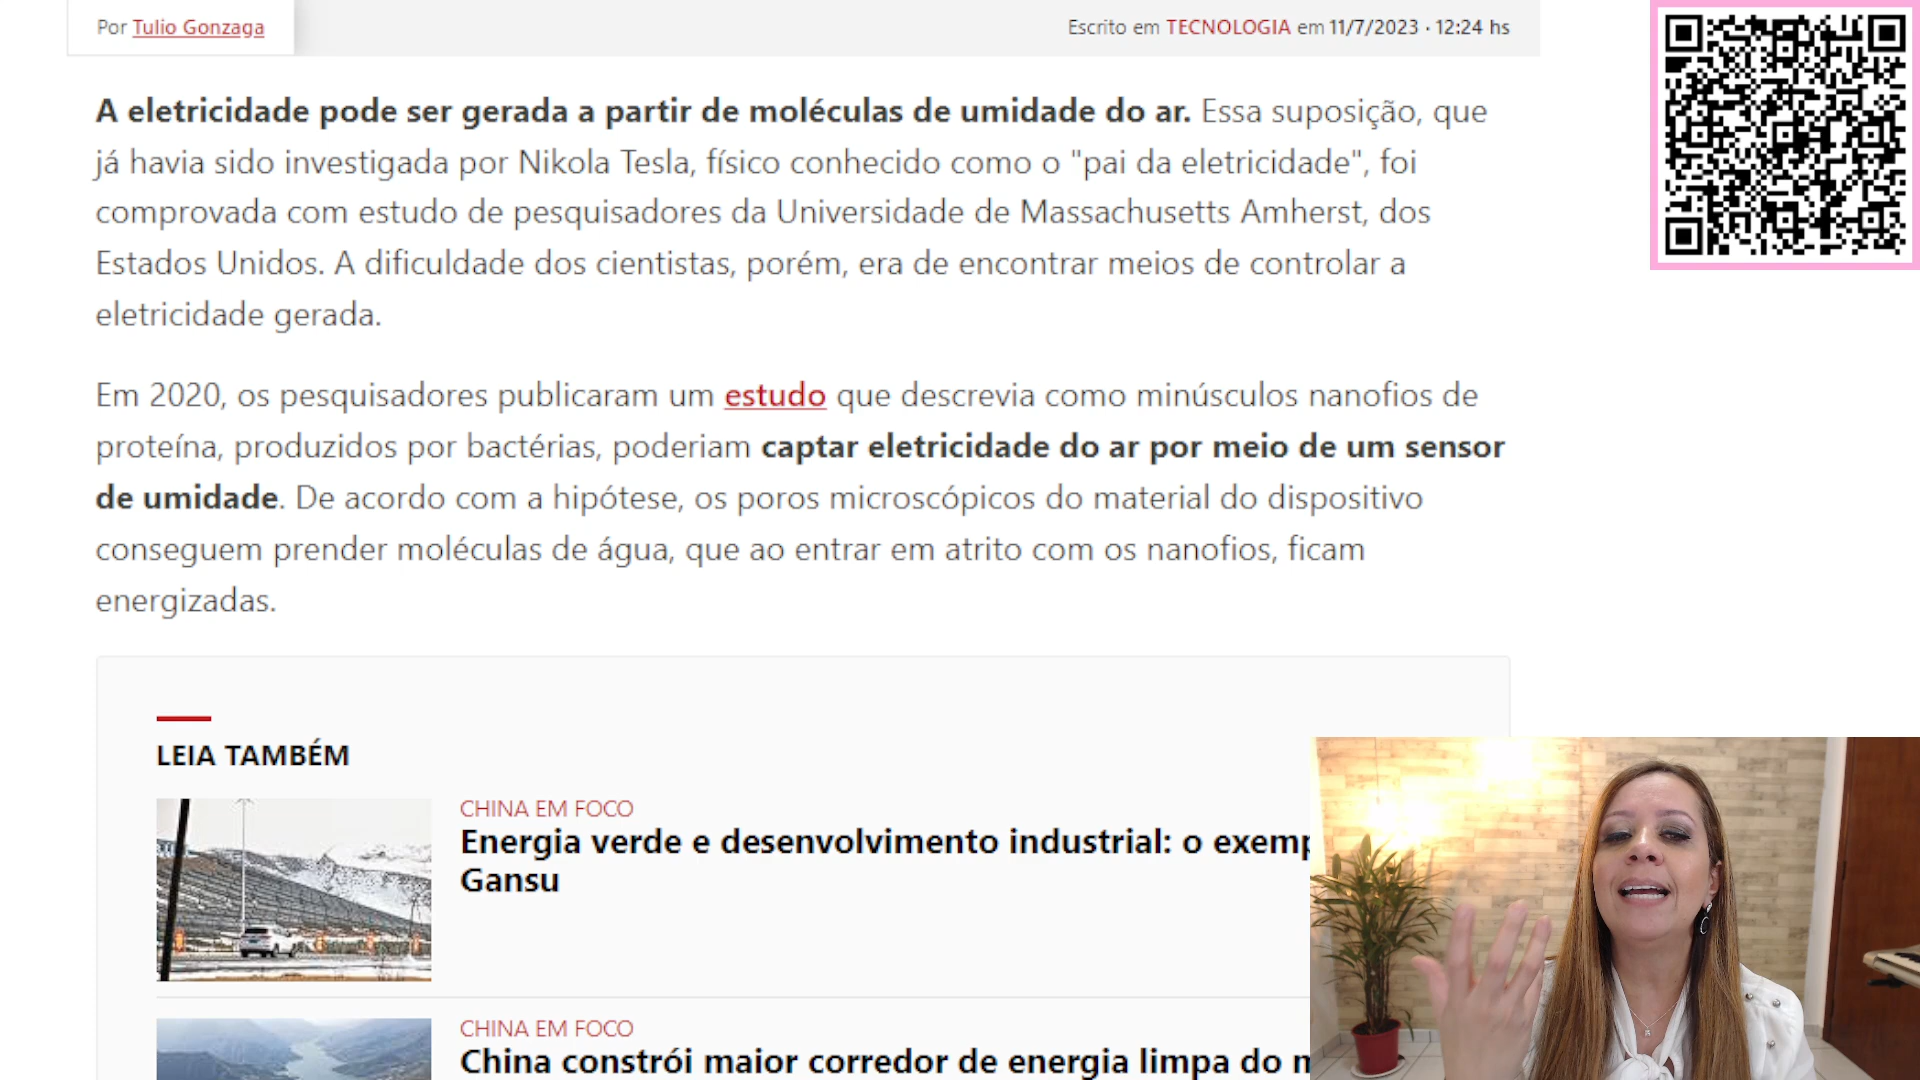 Por Tulio Gonzaga
Escrito em TECNOLOGIA em 11/7/2023 · 12:24 hs
A eletricidade pode ser gerada a partir de moléculas de umidade do ar. Essa suposição, que
já havia sido investigada por Nikola Tesla, físico conhecido como o "pai da eletricidade", foi
comprovada com estudo de pesquisadores da Universidade de Massachusetts Amherst, dos
Estados Unidos. A dificuldade dos cientistas, porém, era de encontrar meios de controlar a
eletricidade gerada.
Em 2020, os pesquisadores publicaram um estudo que descrevia como minúsculos nanofios de
proteína, produzidos por bactérias, poderiam captar eletricidade do ar por meio de um sensor
de umidade. De acordo com a hipótese, os poros microscópicos do material do dispositivo
conseguem prender moléculas de água, que ao entrar em atrito com os nanofios, ficam
energizadas.
LEIA TAMBÉM
CHINA EM FOCO
Energia verde e desenvolvimento industrial: o exemp
Gansu
CHINA EM FOCO
China constrói maior corredor de energia limpa do